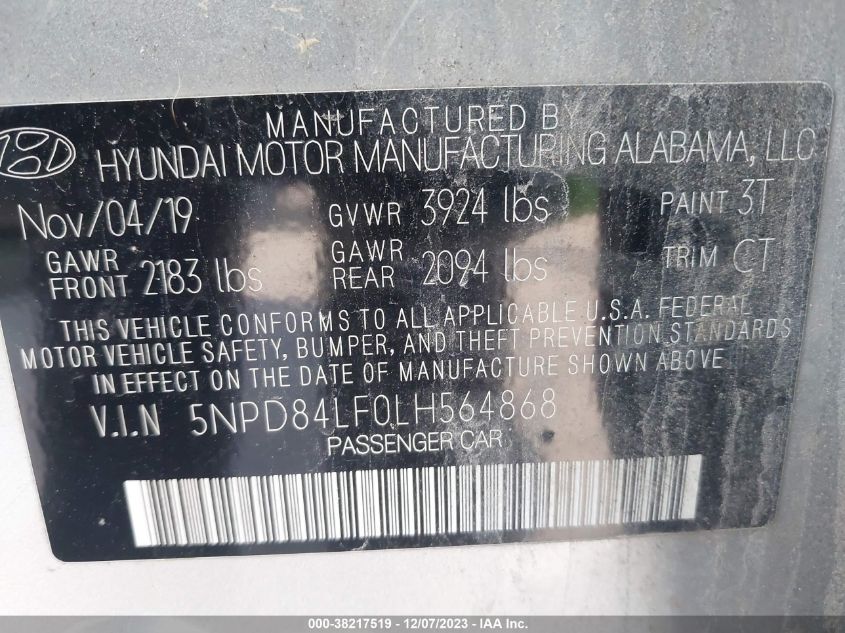 MANUFACTURED BY
HYUNDAI MOTOR MANUFACTURING ALABAMA, LLC
Nov/04/19 GVWR 3924 lbs PAINT 3T
GAWR FRONT 2183 lbs GAWR REAR 2094 lbs TRIM CT
THIS VEHICLE CONFORMS TO ALL APPLICABLE U.S.A. FEDERAL
MOTOR VEHICLE SAFETY, BUMPER, AND THEFT PREVENTION STANDARDS
IN EFFECT ON THE DATE OF MANUFACTURE SHOWN ABOVE
V.I.N 5NPD84LF0LH564868
PASSENGER CAR
000-38217519 - 12/07/2023 - IAA Inc.